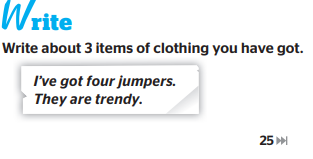 Write
Write about 3 items of clothing you have got.
I've got four jumpers.
They are trendy.
25